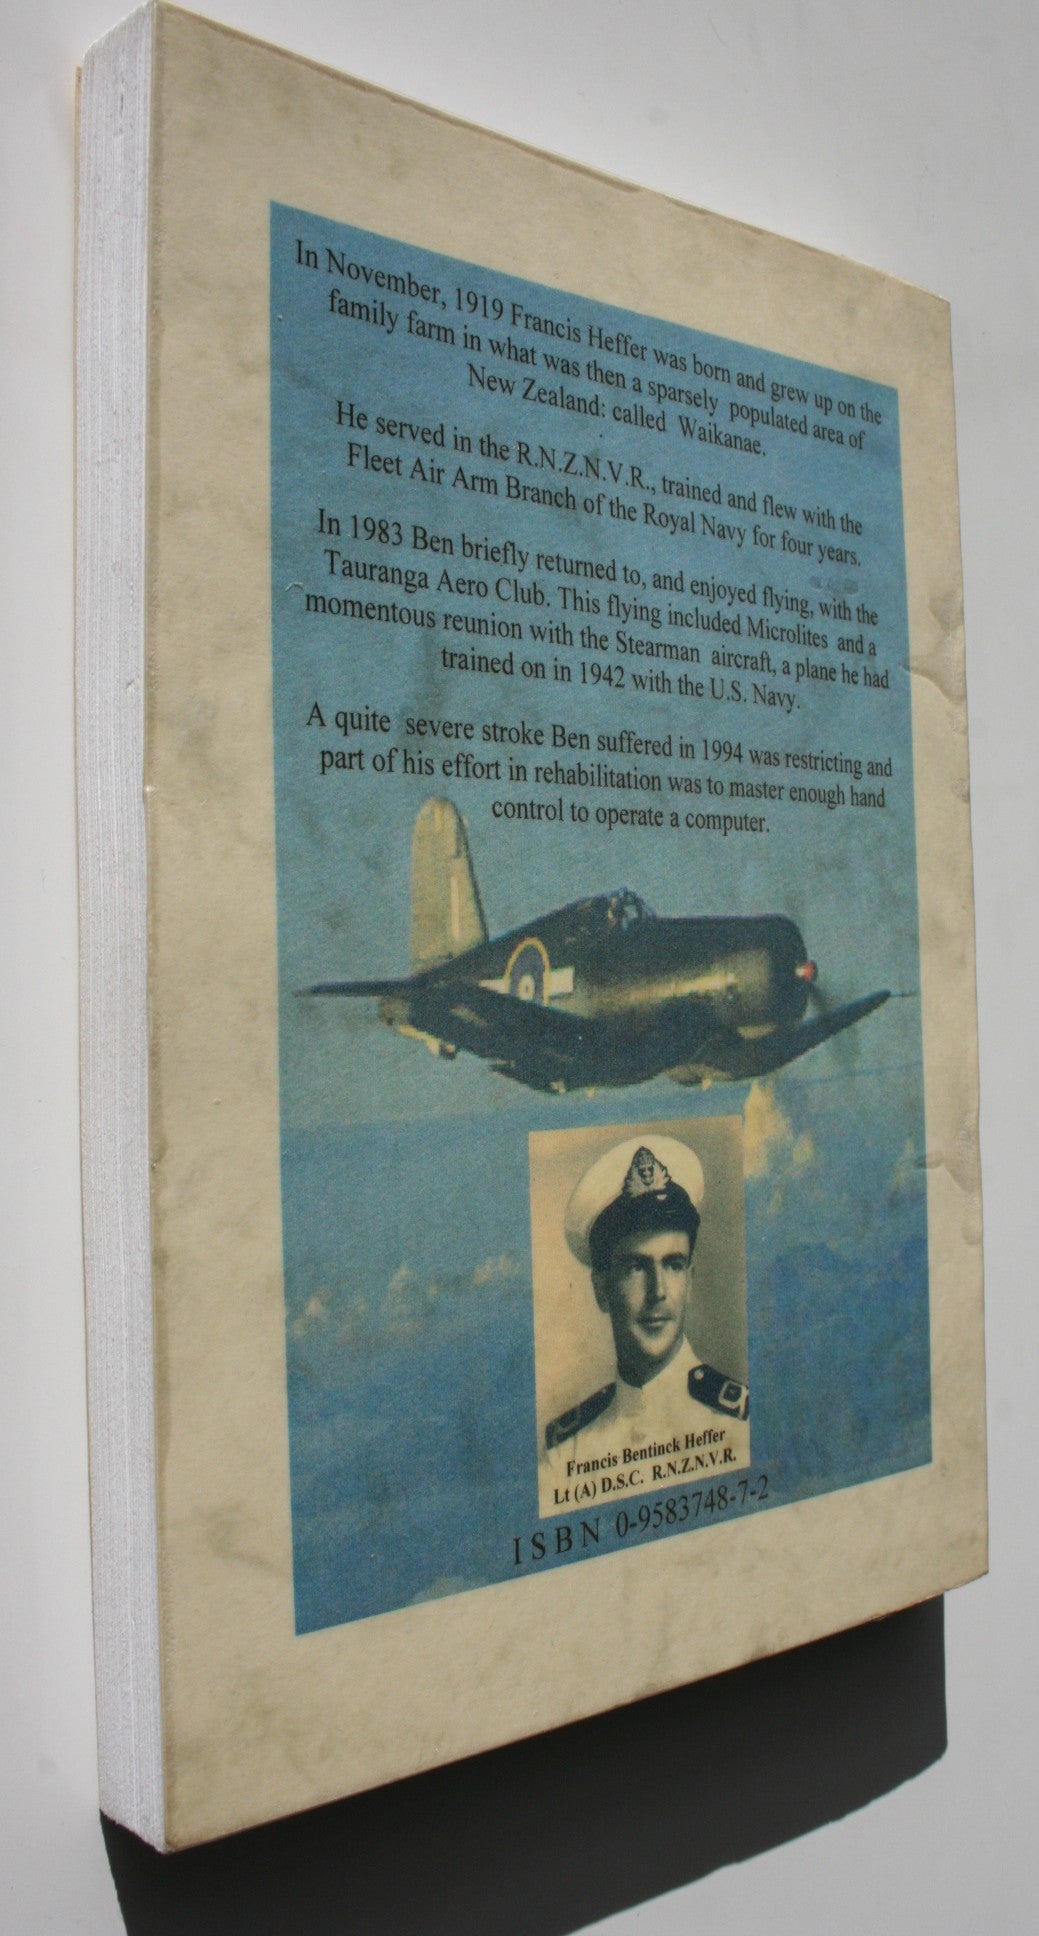 In November, 1919 Francis Heffer was born and grew up on the
family farm in what was then a sparsely populated area of
New Zealand: called Waikanae.
He served in the R.N.Z.N.V.R., trained and flew with the
Fleet Air Arm Branch of the Royal Navy for four years.
In 1983 Ben briefly returned to, and enjoyed flying, with the
Tauranga Aero Club. This flying included Microlites and a
momentous reunion with the Stearman aircraft, a plane he had
trained on in 1942 with the U.S. Navy.
A quite severe stroke Ben suffered in 1994 was restricting and
part of his effort in rehabilitation was to master enough hand
control to operate a computer.
Francis Bentinck Heffer
Lt (A) D.S.C. R.N.Z.N.V.R.
ISBN 0-9583748-7-2